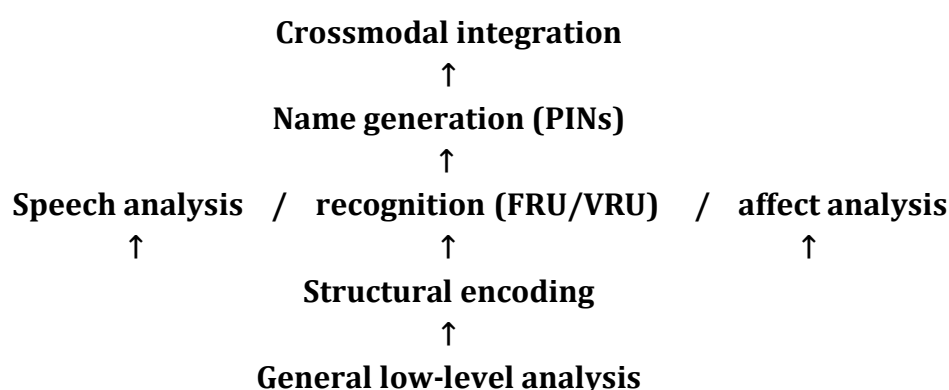 Crossmodal integration
↑
Name generation (PINs)
↑
Speech analysis / recognition (FRU/VRU) / affect analysis
↑ ↑ ↑
Structural encoding
↑
General low-level analysis